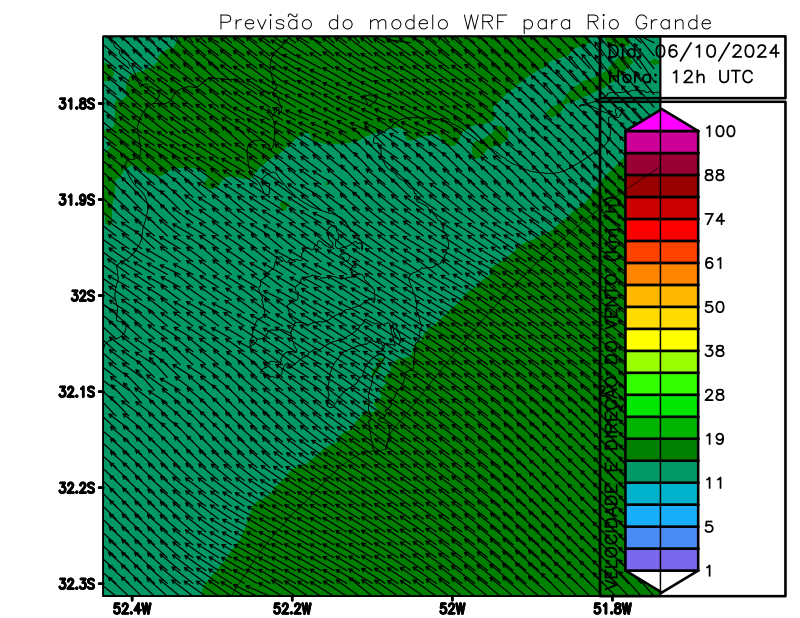 Previsão do modelo WRF para Rio Grande
Dia: 06/10/2024
Hora: 12h UTC
31.8S
31.9S
32S
32.1S
32.2S
32.3S
52.4W
52.2W
52W
51.8W
VELOCIDADE E DIREÇÃO DO VENTO (km/h)
100
88
74
61
50
38
28
19
11
5
1